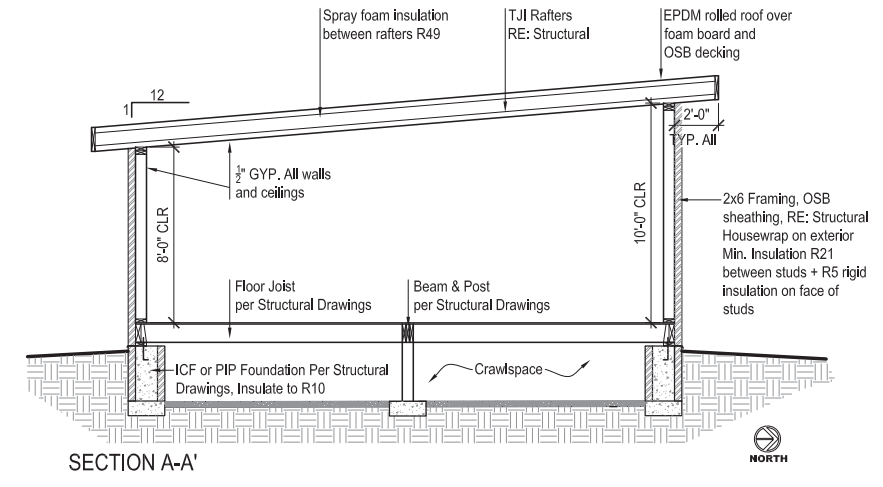 Spray foam insulation
between rafters R49
TJI Rafters
RE: Structural
EPDM rolled roof over
foam board and
OSB decking
12
1
2'-0"
TYP. All
½" GYP. All walls
and ceilings
8'-0" CLR
10'-0" CLR
2x6 Framing, OSB
sheathing, RE: Structural
Housewrap on exterior
Min. Insulation R21
between studs + R5 rigid
insulation on face of
studs
Floor Joist
per Structural Drawings
Beam & Post
per Structural Drawings
ICF or PIP Foundation Per Structural
Drawings, Insulate to R10
Crawlspace
SECTION A-A'
NORTH